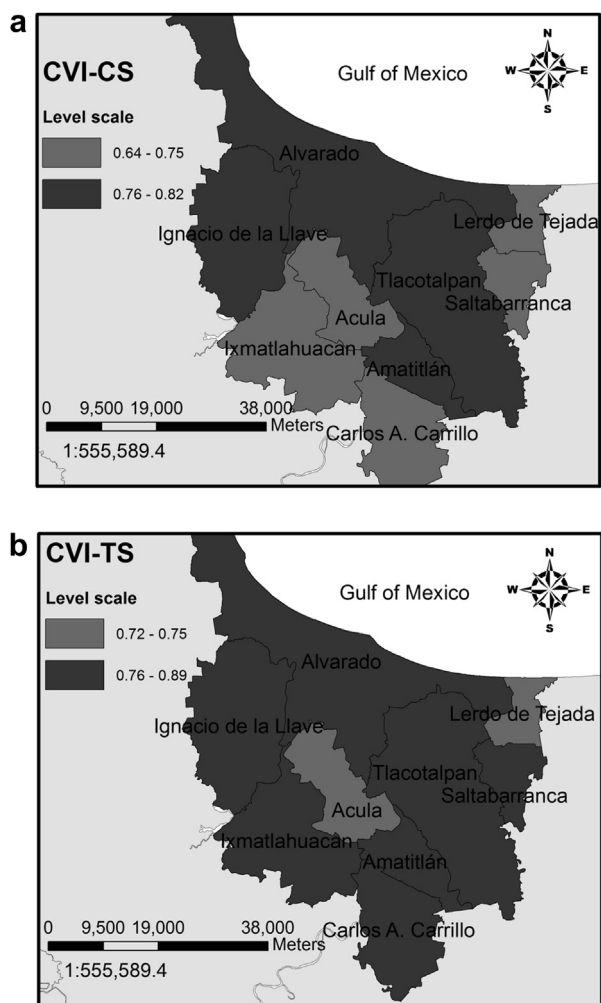 a
CVI-CS
Level scale
0.64 - 0.75
0.76 - 0.82
Gulf of Mexico
N
W E
S
Alvarado
Ignacio de la Llave
Lerdo de Tejada
Tlacotalpan
Saltabarranca
Acula
Ixmatlahuacán
Amatitlán
Carlos A. Carrillo
0 9,500 19,000 38,000
Meters
1:555,589.4
b
CVI-TS
Level scale
0.72 - 0.75
0.76 - 0.89
Gulf of Mexico
N
W E
S
Alvarado
Ignacio de la Llave
Lerdo de Tejada
Tlacotalpan
Saltabarranca
Acula
Ixmatlahuacán
Amatitlán
Carlos A. Carrillo
0 9,500 19,000 38,000
Meters
1:555,589.4